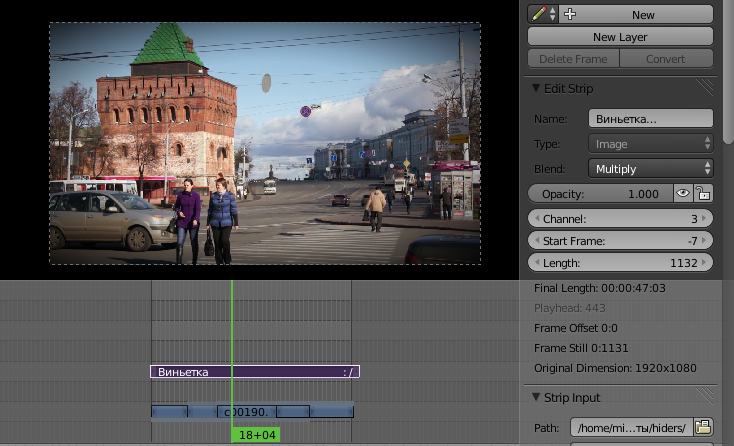 New
New Layer
Delete Frame
Convert
Edit Strip
Name:
Виньетка...
Type:
Image
Blend:
Multiply
Opacity:
1.000
Channel:
3
Start Frame:
-7
Length:
1132
Final Length: 00:00:47:03
Playhead: 443
Frame Offset 0:0
Frame Still 0:1131
Original Dimension: 1920x1080
Strip Input
Path:
/home/mi...ты/hiders/
Виньетка
:/
c00190.
18+04